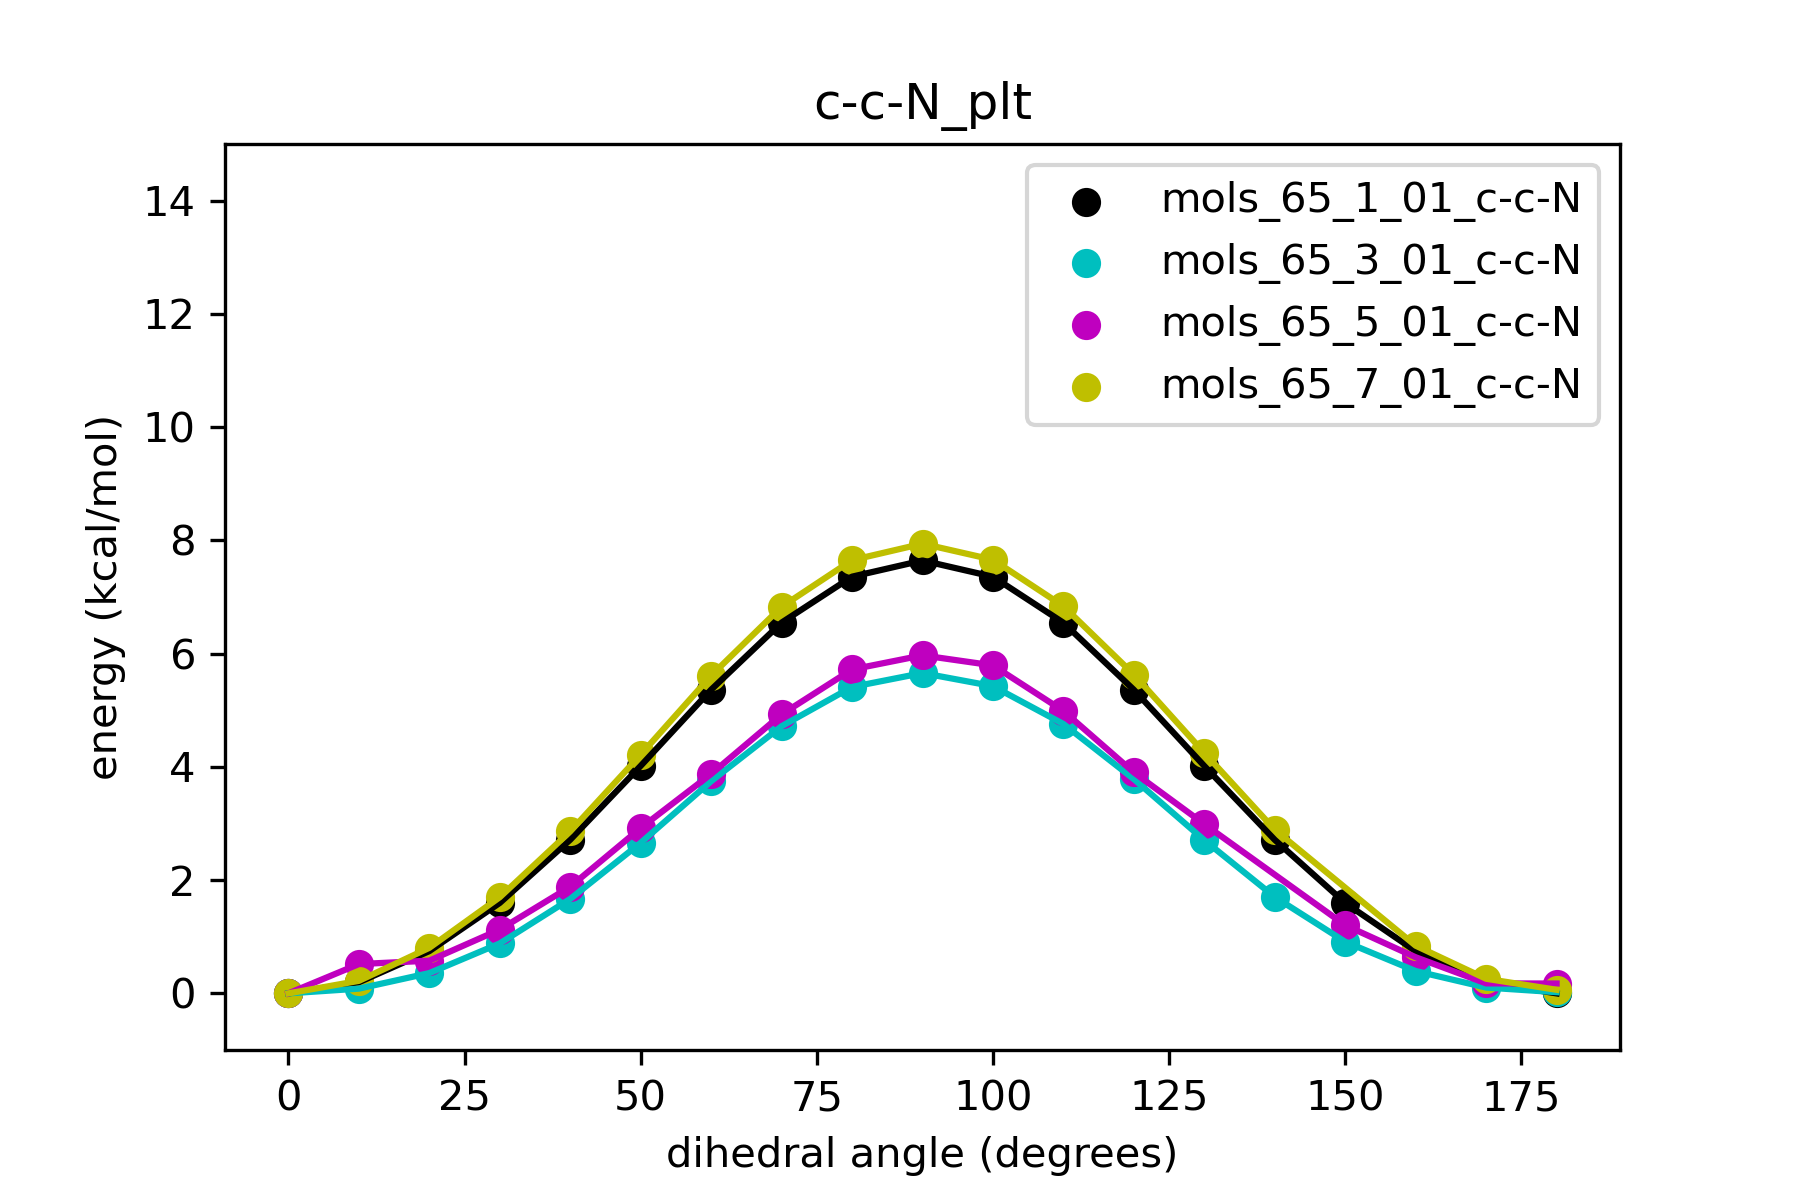 c-c-N_plt
energy (kcal/mol)
14
12
10
8
6
4
2
0
mols_65_1_01_c-c-N
mols_65_3_01_c-c-N
mols_65_5_01_c-c-N
mols_65_7_01_c-c-N
0 25 50 75 100 125 150 175
dihedral angle (degrees)